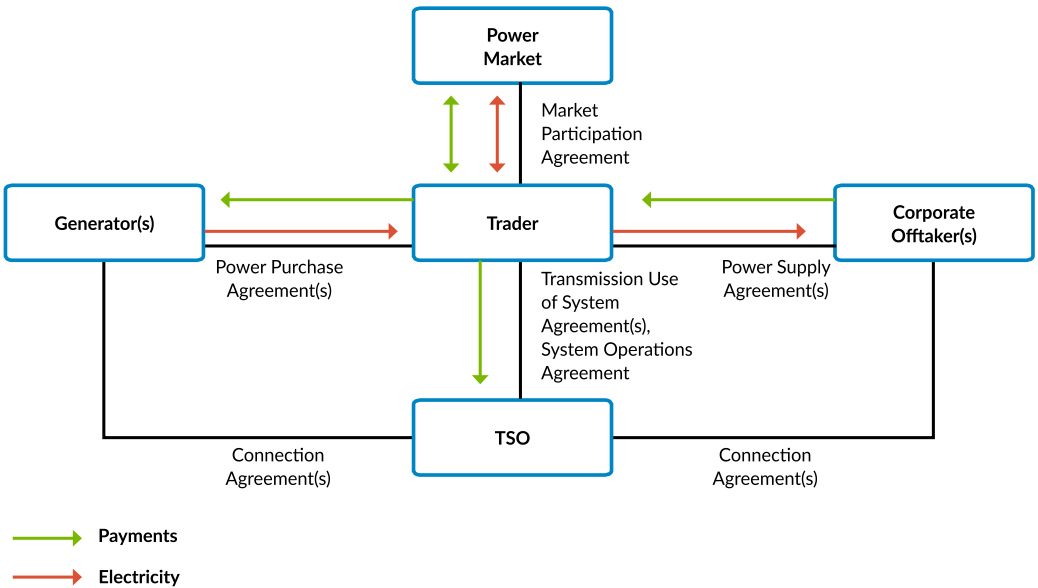 Power
Market
Market
Participation
Agreement
Generator(s)
Trader
Corporate
Offtaker(s)
Power Purchase
Agreement(s)
Transmission Use
of System
Agreement(s),
System Operations
Agreement
Power Supply
Agreement(s)
TSO
Connection
Agreement(s)
Connection
Agreement(s)
Payments
Electricity